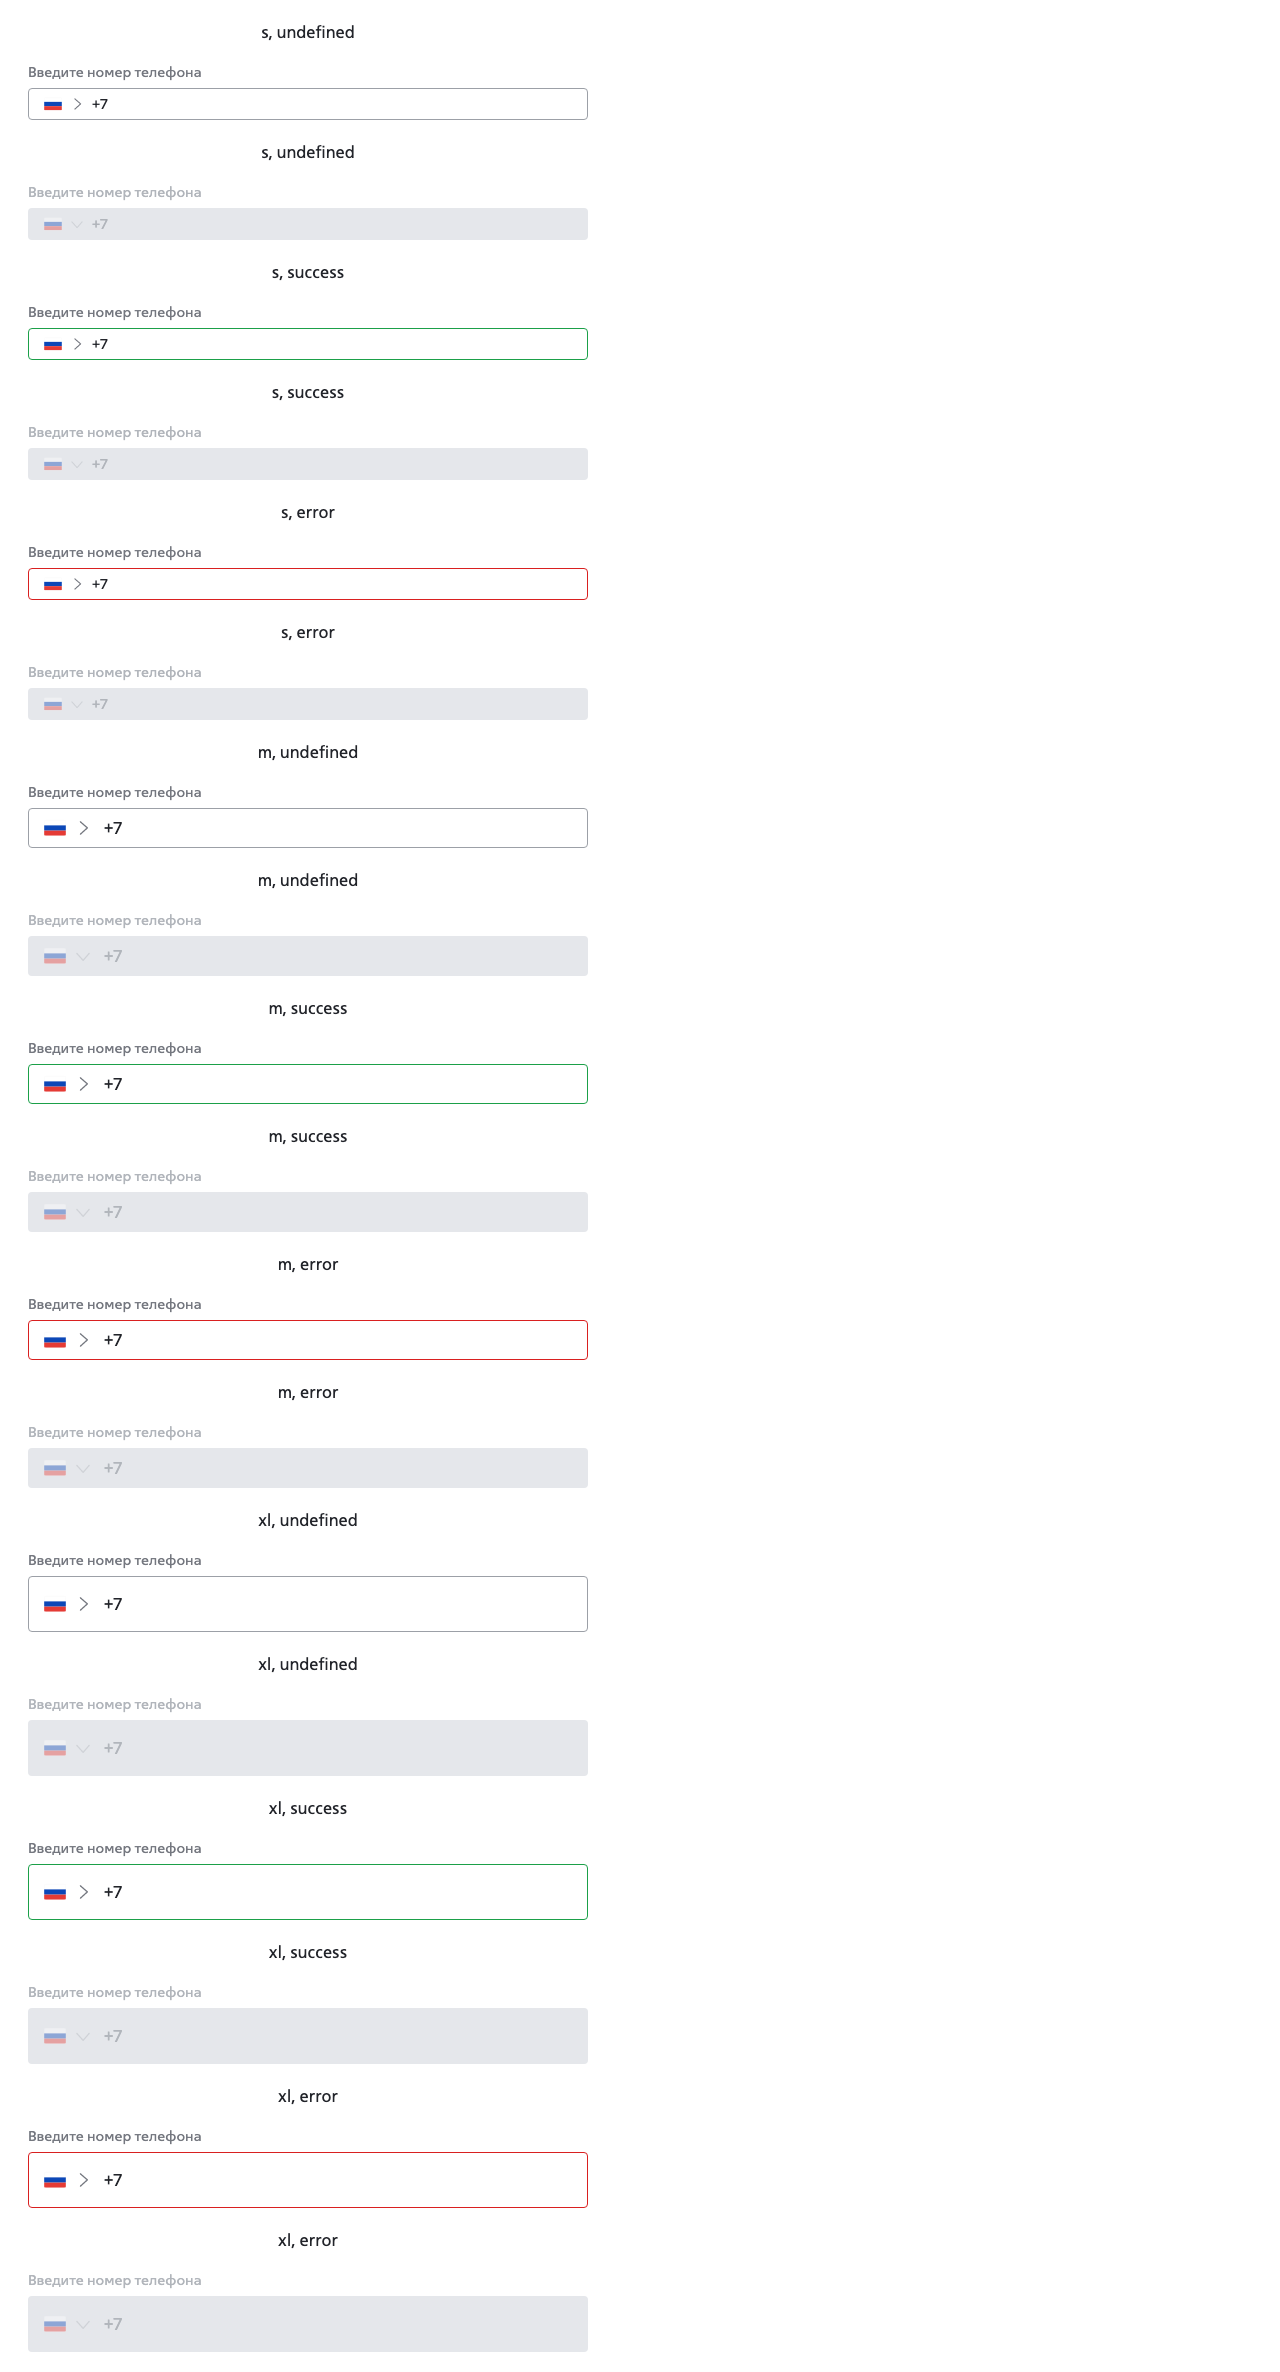 s, undefined
Введите номер телефона
+7
s, undefined
Введите номер телефона
+7
s, success
Введите номер телефона
+7
s, success
Введите номер телефона
+7
s, error
Введите номер телефона
+7
s, error
Введите номер телефона
+7
m, undefined
Введите номер телефона
+7
m, undefined
Введите номер телефона
+7
m, success
Введите номер телефона
+7
m, success
Введите номер телефона
+7
m, error
Введите номер телефона
+7
m, error
Введите номер телефона
+7
xl, undefined
Введите номер телефона
+7
xl, undefined
Введите номер телефона
+7
xl, success
Введите номер телефона
+7
xl, success
Введите номер телефона
+7
xl, error
Введите номер телефона
+7
xl, error
Введите номер телефона
+7